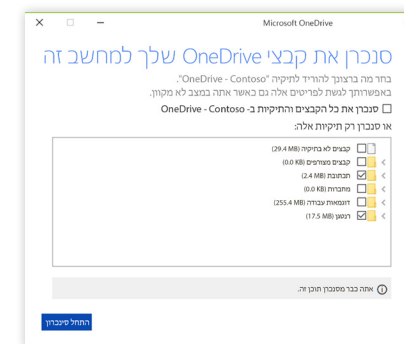 Microsoft OneDrive
סנכרן את קבצי OneDrive שלך למחשב זה
בחר מה ברצונך להוריד לתיקיה "OneDrive - Contoso".
באפשרותך לגשת לפריטים אלה גם כאשר אתה במצב לא מקוון.
סנכרן את כל הקבצים והתיקיות ב- OneDrive - Contoso
או סנכרן רק תיקיות אלה:
קבצים לא בתיקיה (29.4 MB)
קבצים מצורפים (0.0 KB)
תכתובת (2.4 MB)
מחברות (0.0 KB)
דוגמאות עבודה (255.4 MB)
רנטגן (17.5 MB)
אתה כבר מסנכרן תוכן זה.
התחל סינכרון